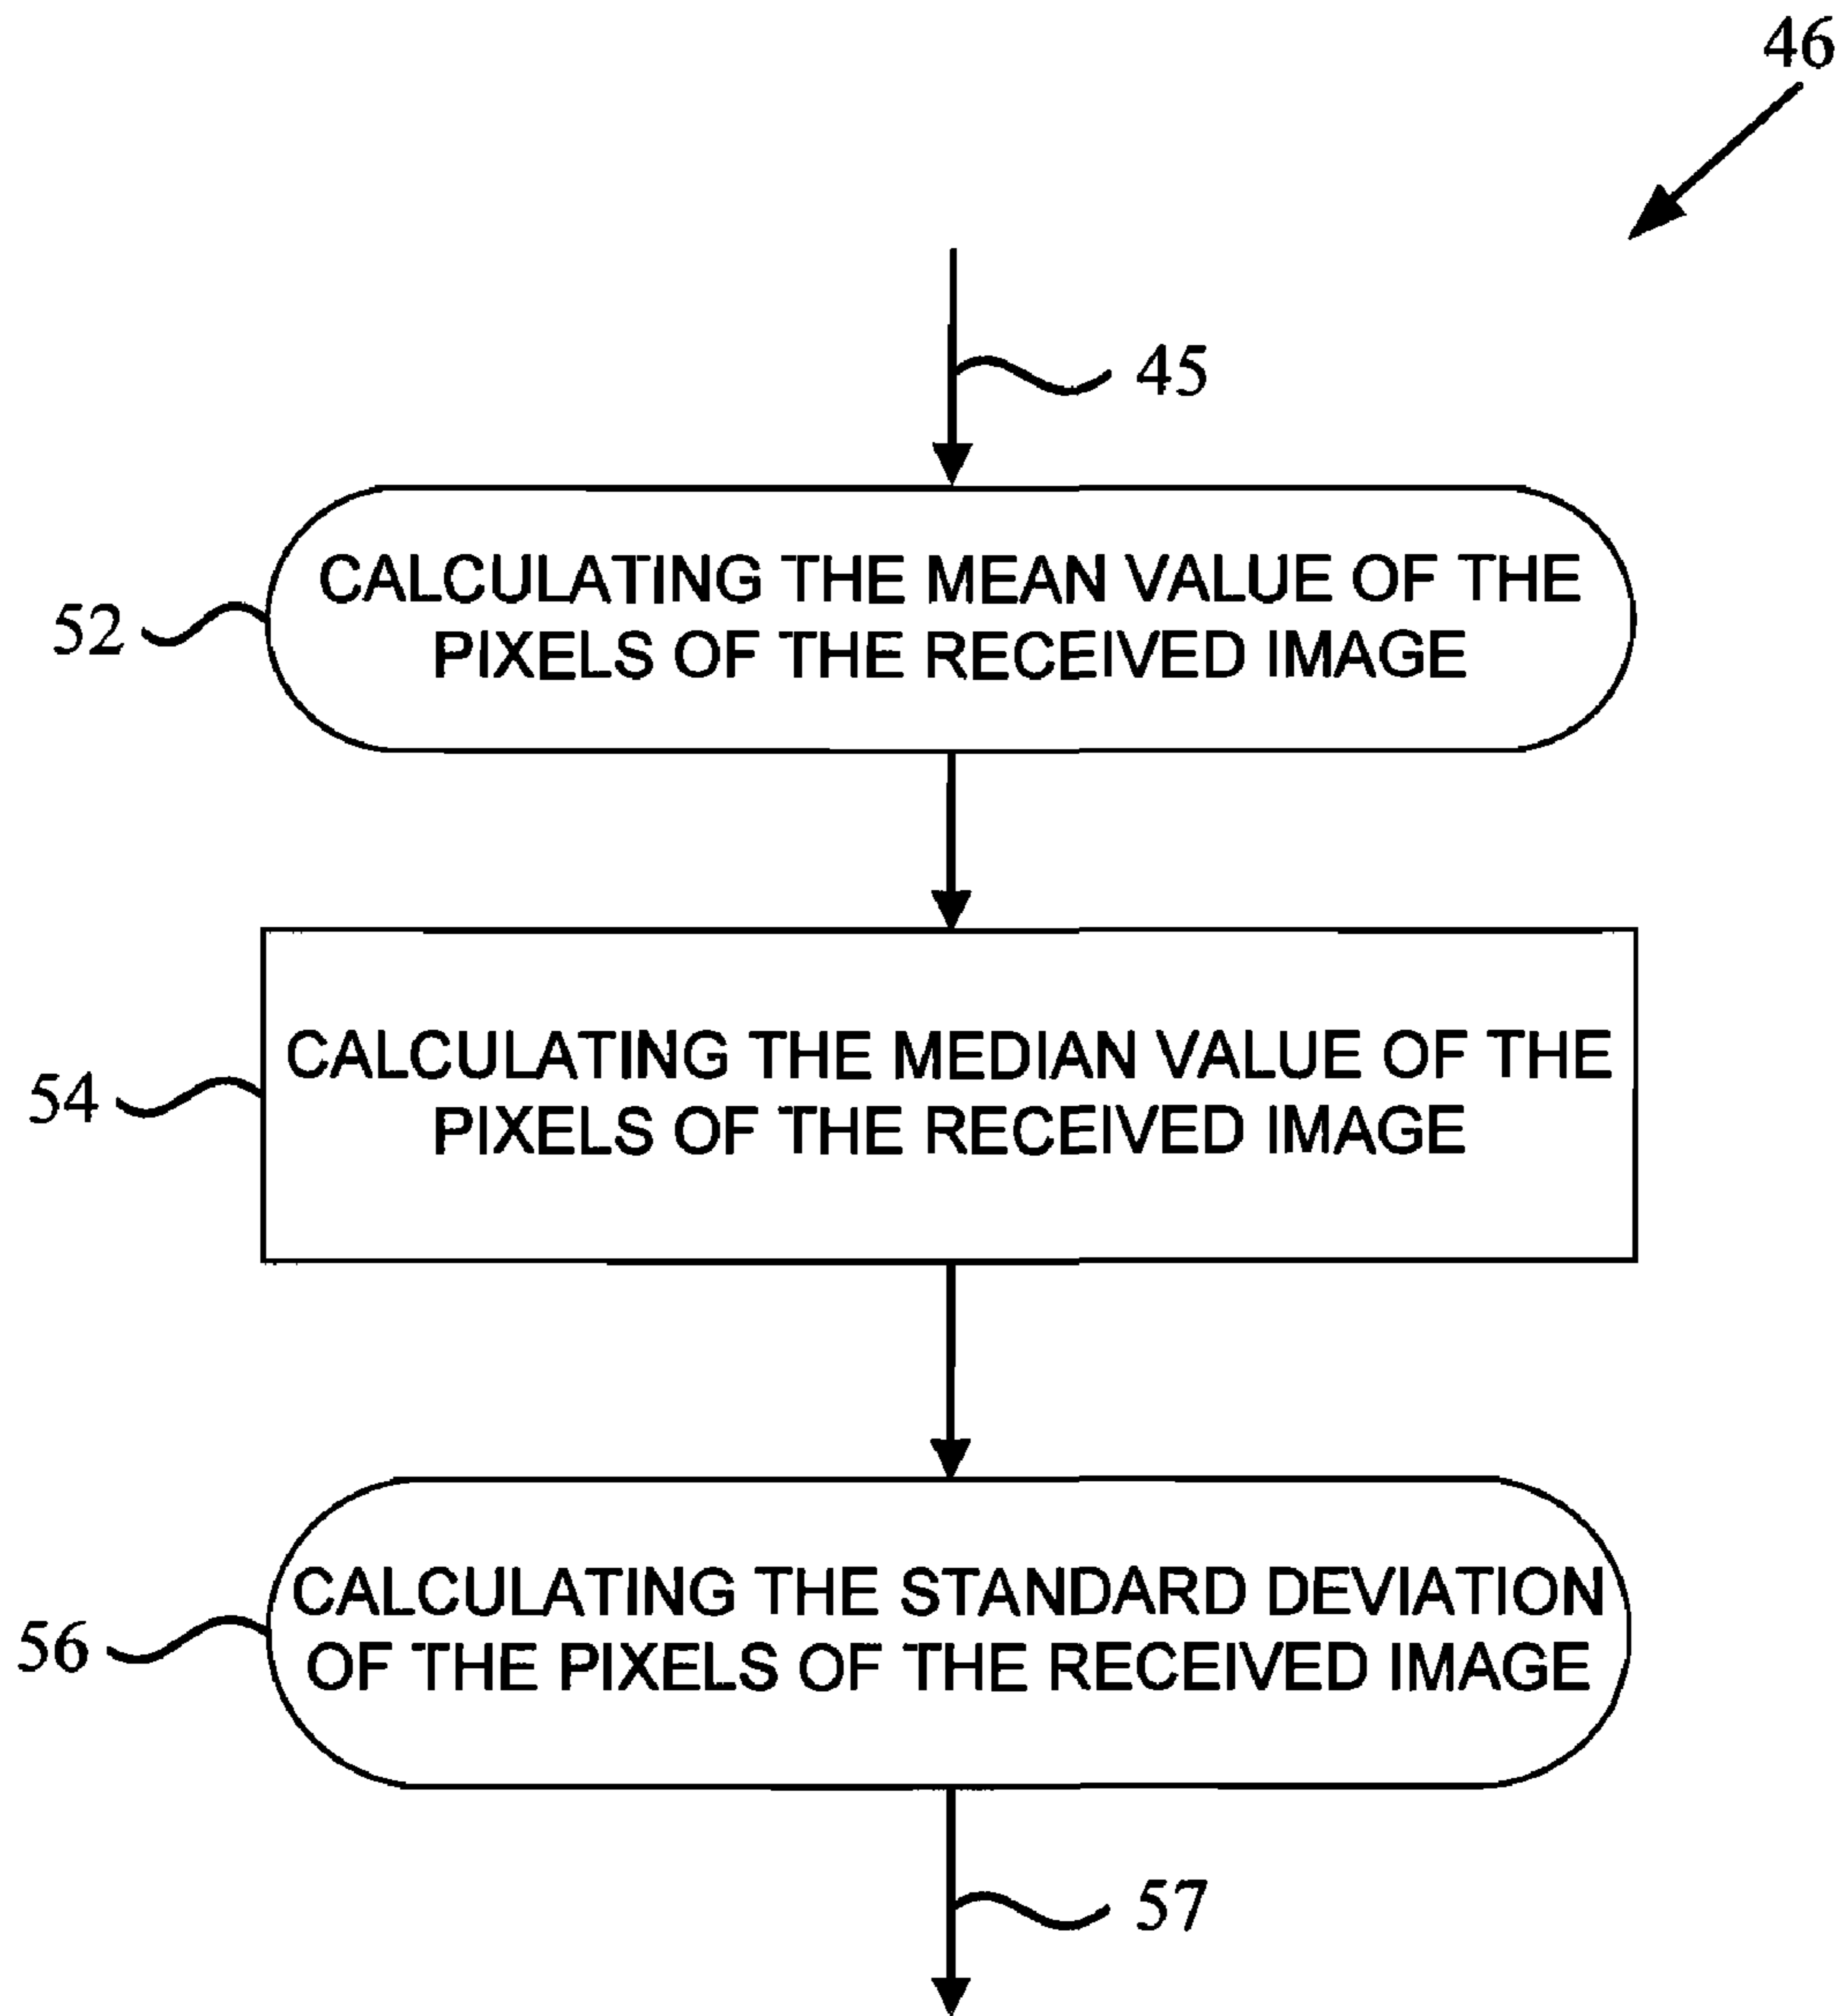 46
45
52
CALCULATING THE MEAN VALUE OF THE
PIXELS OF THE RECEIVED IMAGE
54
CALCULATING THE MEDIAN VALUE OF THE
PIXELS OF THE RECEIVED IMAGE
56
CALCULATING THE STANDARD DEVIATION
OF THE PIXELS OF THE RECEIVED IMAGE
57